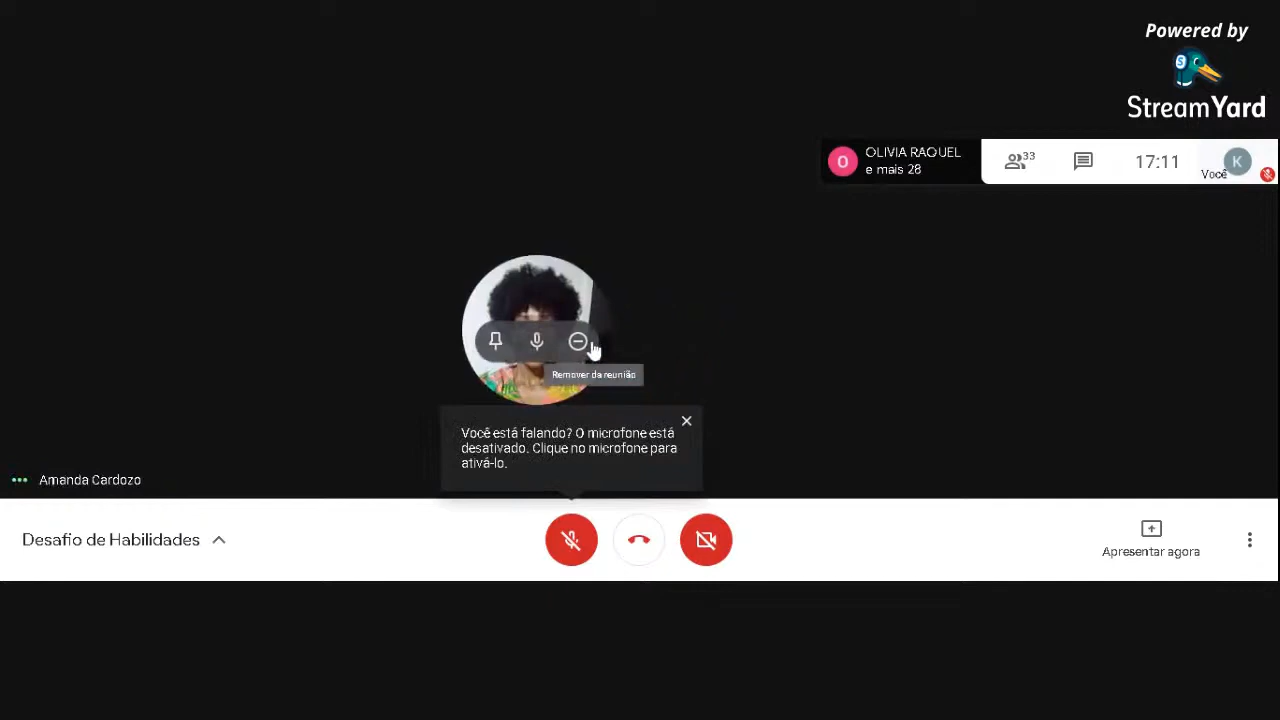 Powered by
StreamYard
OLIVIA RAQUEL
e mais 28
33
17:11
K
Você
O
Remover da reunião
Você está falando? O microfone está
desativado. Clique no microfone para
ativá-lo.
Amanda Cardozo
Desafio de Habilidades
Apresentar agora